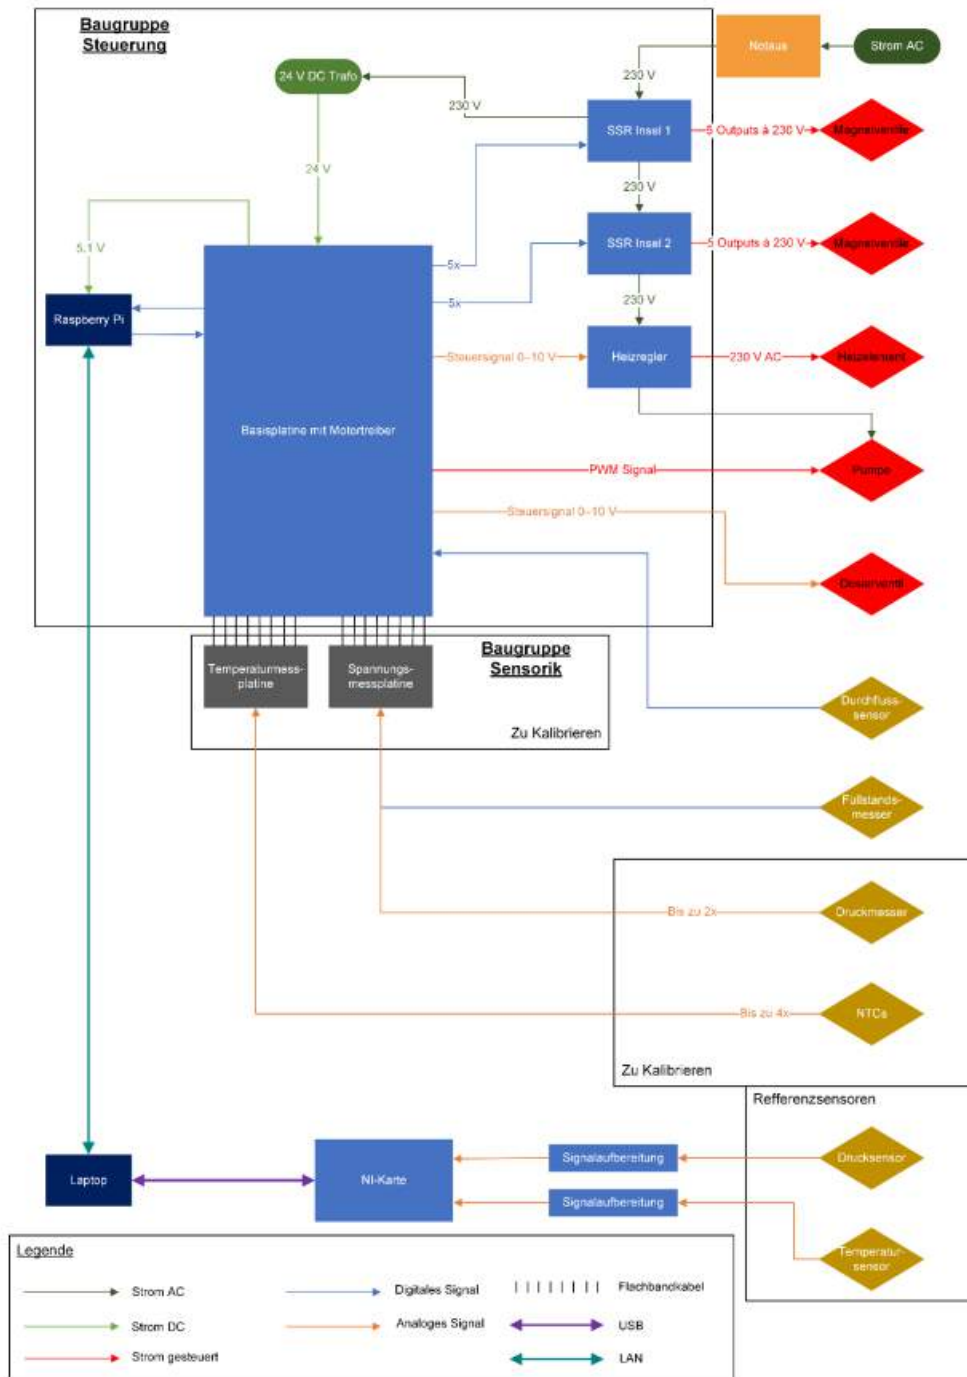 Baugruppe
Steuerung
Notaus
Strom AC
24 V DC Trafo
230 V
230 V
SSR Insel 1
5 Outputs à 230 V
Magnetventile
24 V
230 V
5,1 V
SSR Insel 2
5 Outputs à 230 V
Magnetventile
5x
5x
230 V
Raspberry Pi
Steuersignal 0–10 V
Heizregler
230 V AC
Heizelement
Basisplatine mit Motortreiber
PWM Signal
Pumpe
Steuersignal 0–10 V
Dosierventil
Baugruppe
Sensorik
Temperaturmess-
platine
Spannungs-
messplatine
Zu Kalibrieren
Durchfluss-
sensor
Füllstands-
messer
Bis zu 2x
Druckmesser
Bis zu 4x
NTCs
Zu Kalibrieren
Refferenzsensoren
Laptop
NI-Karte
Signalaufbereitung
Drucksensor
Signalaufbereitung
Temperatur-
sensor
Legende
Strom AC
Digitales Signal
Flachbandkabel
Strom DC
Analoges Signal
USB
Strom gesteuert
LAN